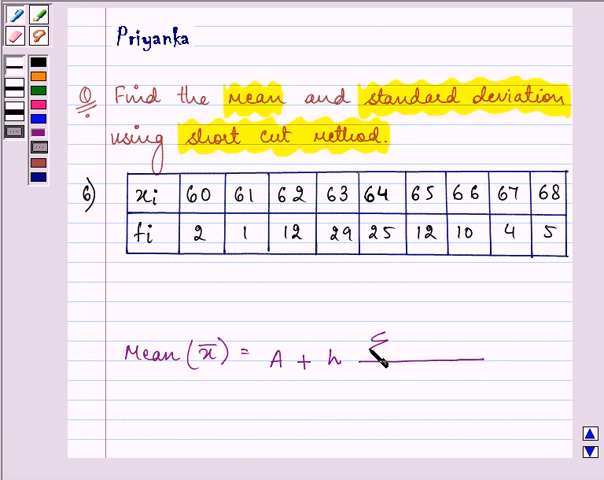 Priyanka
Q Find the mean and standard deviation
using short cut method.
6) xi 60 61 62 63 64 65 66 67 68
fi 2 1 12 29 25 12 10 4 5
Mean (x̄) = A + h Σ